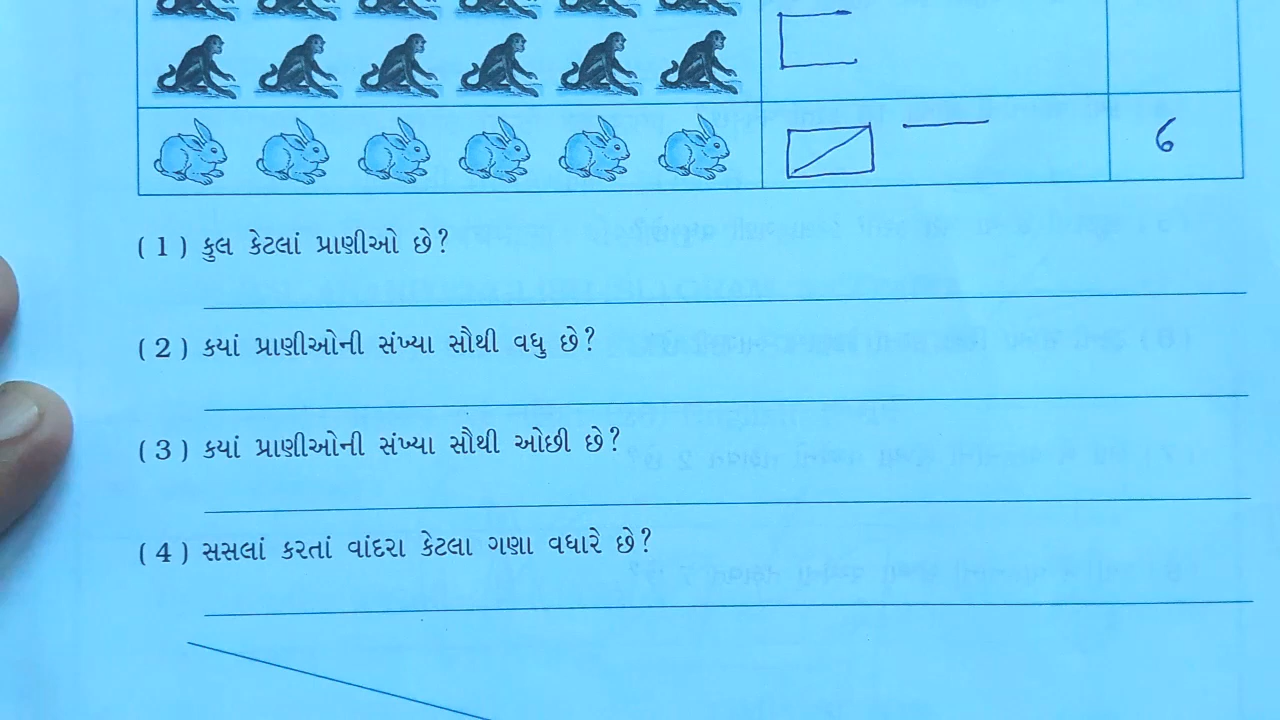 6
(1) કુલ કેટલાં પ્રાણીઓ છે?
(2) કયાં પ્રાણીઓની સંખ્યા સૌથી વધુ છે?
(3) કયાં પ્રાણીઓની સંખ્યા સૌથી ઓછી છે?
(4) સસલાં કરતાં વાંદરા કેટલા ગણા વધારે છે?